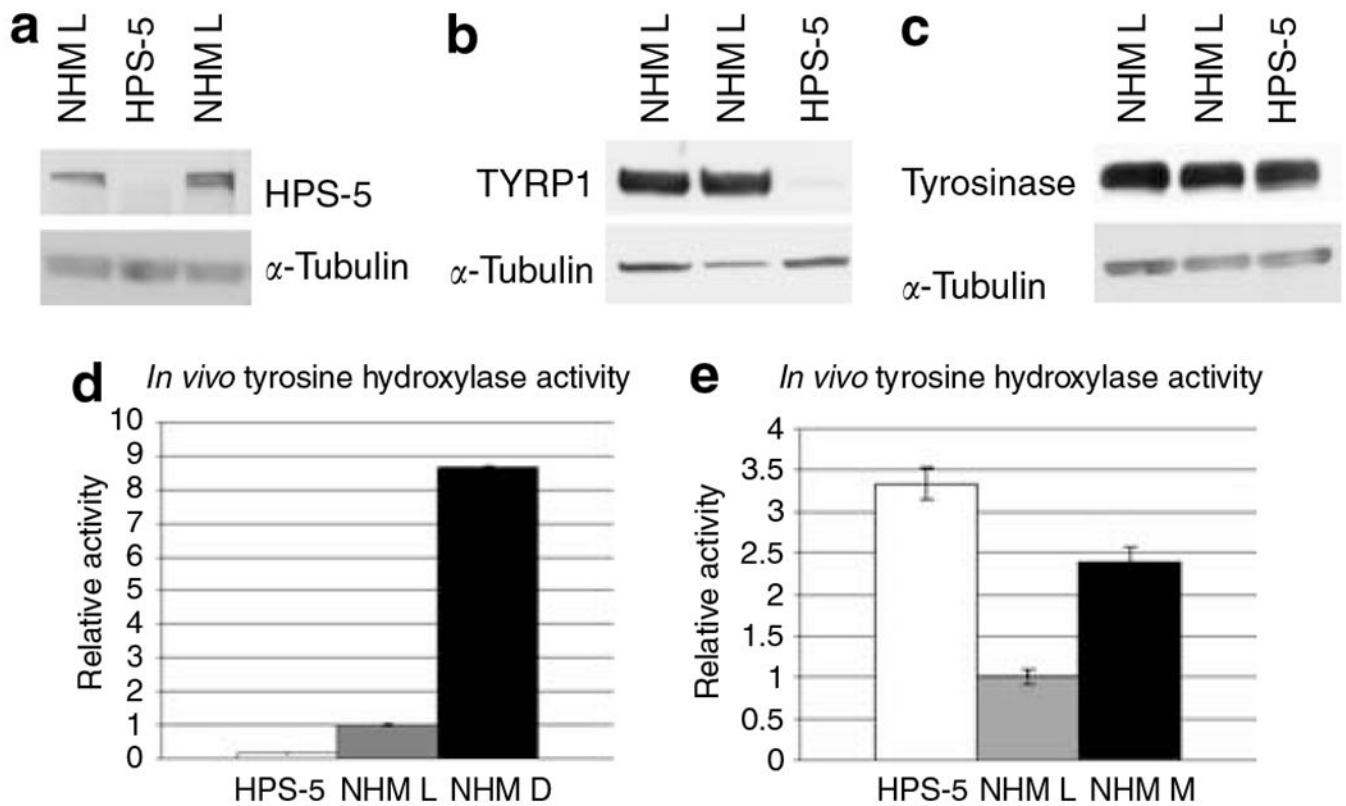 a
NHM L
HPS-5
NHM L
HPS-5
α-Tubulin
b
NHM L
NHM L
HPS-5
TYRP1
α-Tubulin
c
NHM L
NHM L
HPS-5
Tyrosinase
α-Tubulin
d
In vivo tyrosine hydroxylase activity
Relative activity
10
9
8
7
6
5
4
3
2
1
0
HPS-5 NHM L NHM D
e
In vivo tyrosine hydroxylase activity
Relative activity
4
3.5
3
2.5
2
1.5
1
0.5
0
HPS-5 NHM L NHM M